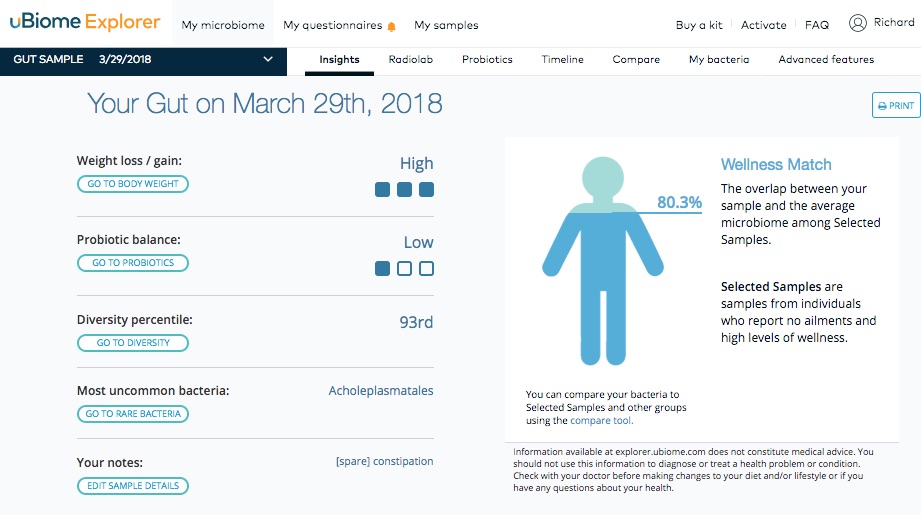 uBiome Explorer
My microbiome
My questionnaires
My samples
Buy a kit
Activate
FAQ
Richard
GUT SAMPLE 3/29/2018
Insights
Radiolab
Probiotics
Timeline
Compare
My bacteria
Advanced features
Your Gut on March 29th, 2018
PRINT
Weight loss / gain:
High
GO TO BODY WEIGHT
Probiotic balance:
Low
GO TO PROBIOTICS
Diversity percentile:
93rd
GO TO DIVERSITY
Most uncommon bacteria:
Acholeplasmatales
GO TO RARE BACTERIA
Your notes:
[spare] constipation
EDIT SAMPLE DETAILS
80.3%
Wellness Match
The overlap between your
sample and the average
microbiome among Selected
Samples.
Selected Samples are
samples from individuals
who report no ailments and
high levels of wellness.
You can compare your bacteria to
Selected Samples and other groups
using the compare tool.
Information available at explorer.ubiome.com does not constitute medical advice. You
should not use this information to diagnose or treat a health problem or condition.
Check with your doctor before making changes to your diet and/or lifestyle or if you
have any questions about your health.